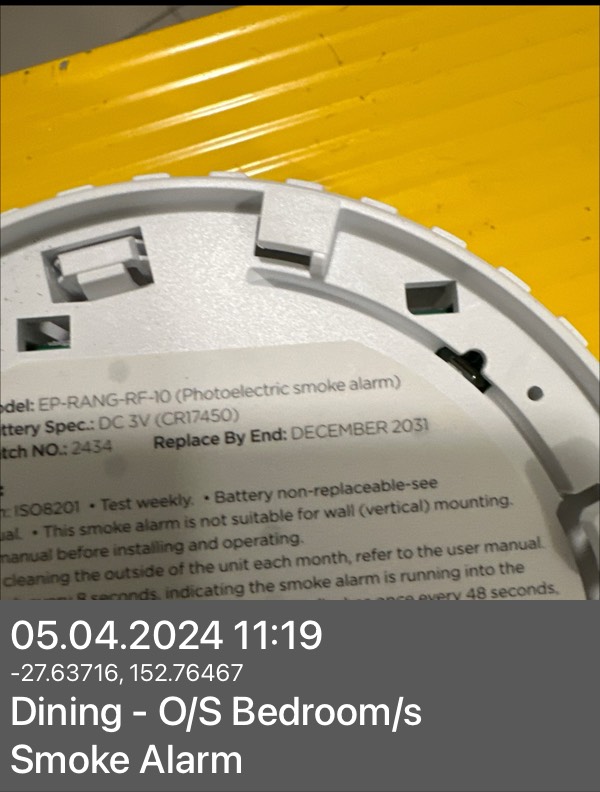 odel: EP-RANG-RF-10 (Photoelectric smoke alarm)
ttery Spec.: DC 3V (CR17450)
tch NO.: 2434 Replace By End: DECEMBER 2031
: ISO8201 • Test weekly. • Battery non-replaceable-see
ual. • This smoke alarm is not suitable for wall (vertical) mounting.
manual before installing and operating.
cleaning the outside of the unit each month, refer to the user manual.
8 seconds, indicating the smoke alarm is running into the
once every 48 seconds,
05.04.2024 11:19
-27.63716, 152.76467
Dining - O/S Bedroom/s
Smoke Alarm